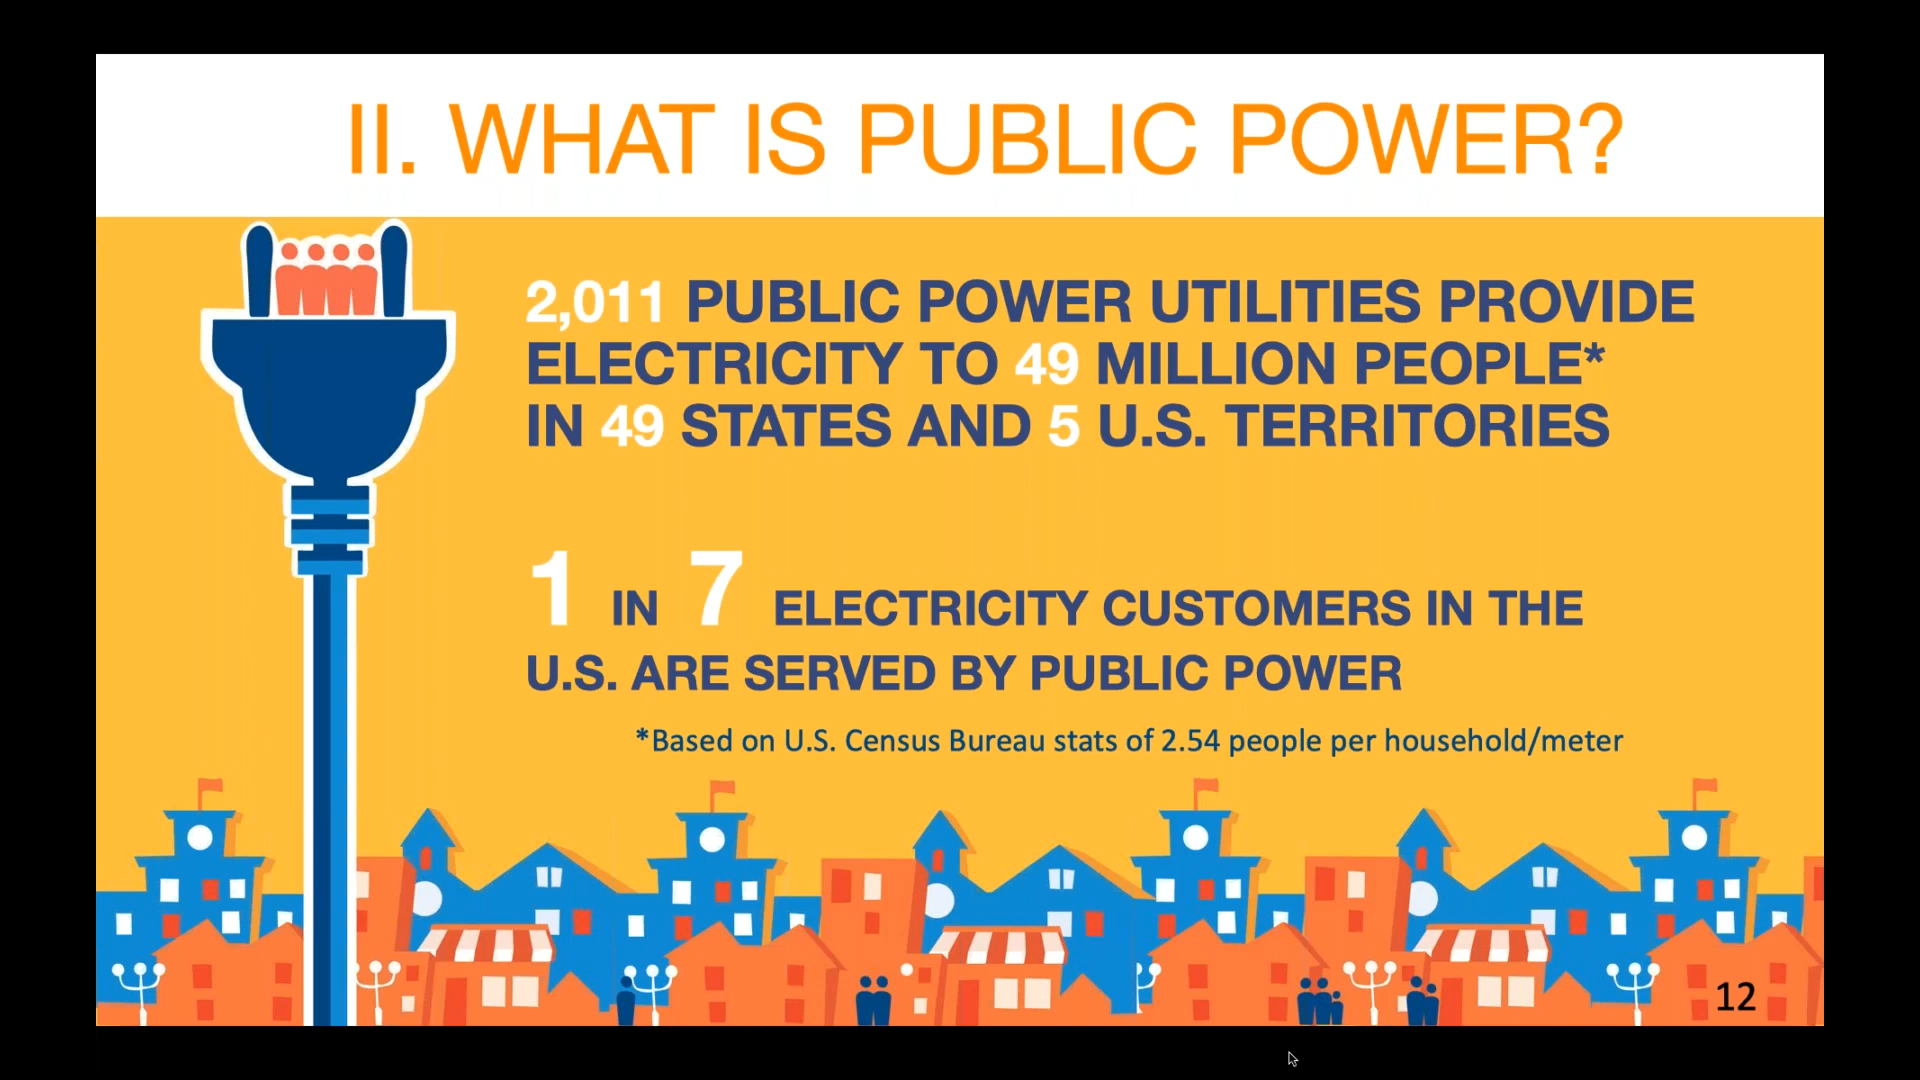 II. WHAT IS PUBLIC POWER?
2,011 PUBLIC POWER UTILITIES PROVIDE
ELECTRICITY TO 49 MILLION PEOPLE*
IN 49 STATES AND 5 U.S. TERRITORIES
1 IN 7 ELECTRICITY CUSTOMERS IN THE
U.S. ARE SERVED BY PUBLIC POWER
*Based on U.S. Census Bureau stats of 2.54 people per household/meter
12